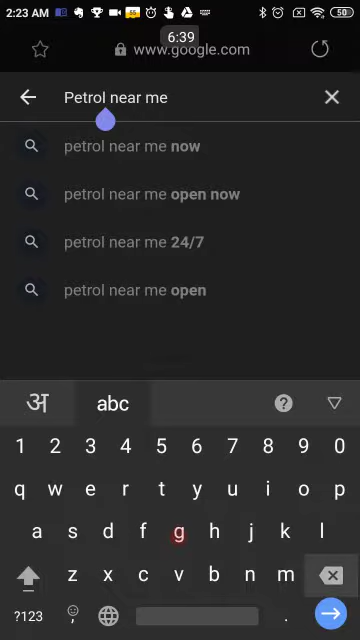 2:23 AM 55 50
6:39
www.google.com
Petrol near me
petrol near me now
petrol near me open now
petrol near me 24/7
petrol near me open
अ abc ?
1 2 3 4 5 6 7 8 9 0
q w e r t y u i o p
a s d f g h j k l
z x c v b n m
?123 , .